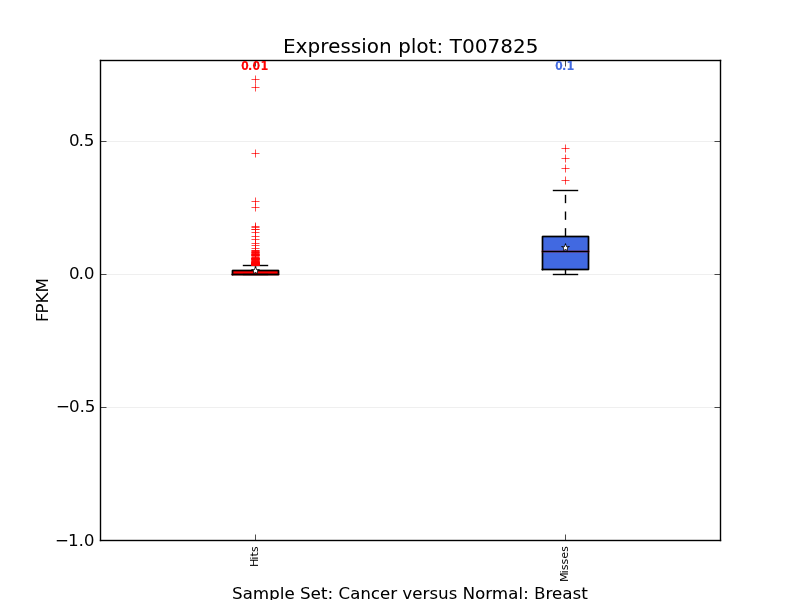 Expression plot: T007825
0.01
0.1
0.5
0.0
−0.5
−1.0
FPKM
Hits
Misses
Sample Set: Cancer versus Normal: Breast